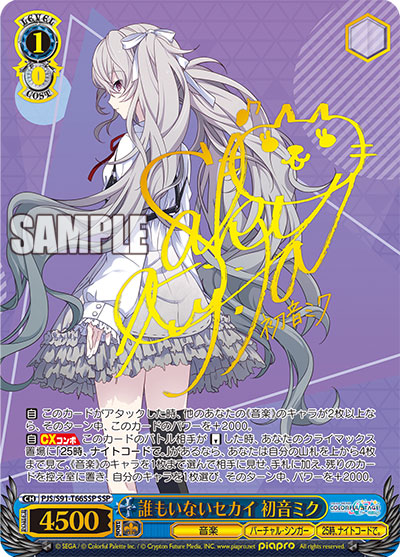 LEVEL
1
0
COST
SAMPLE
Saki
Fujita
初音ミク
自 このカードがアタックした時、他のあなたの《音楽》のキャラが2枚以上なら、そのターン中、このカードのパワーを+2000。
自 CXコンボ このカードのバトル相手が した時、あなたのクライマックス置場に「25時、ナイトコードで。」があるなら、あなたは自分の山札を上から4枚まで見て、《音楽》のキャラを1枚まで選んで相手に見せ、手札に加え、残りのカードを控室に置き、自分のキャラを1枚選び、そのターン中、パワーを+2000。
CH
PJS/S91-T66SSP SSP
誰もいないセカイ 初音ミク
COLORFUL STAGE!
POWER
4500
SOUL
音楽
バーチャル・シンガー
25時、ナイトコードで。
© SEGA / © Colorful Palette Inc. / © Crypton Future Media, INC. www.piapro.net piapro